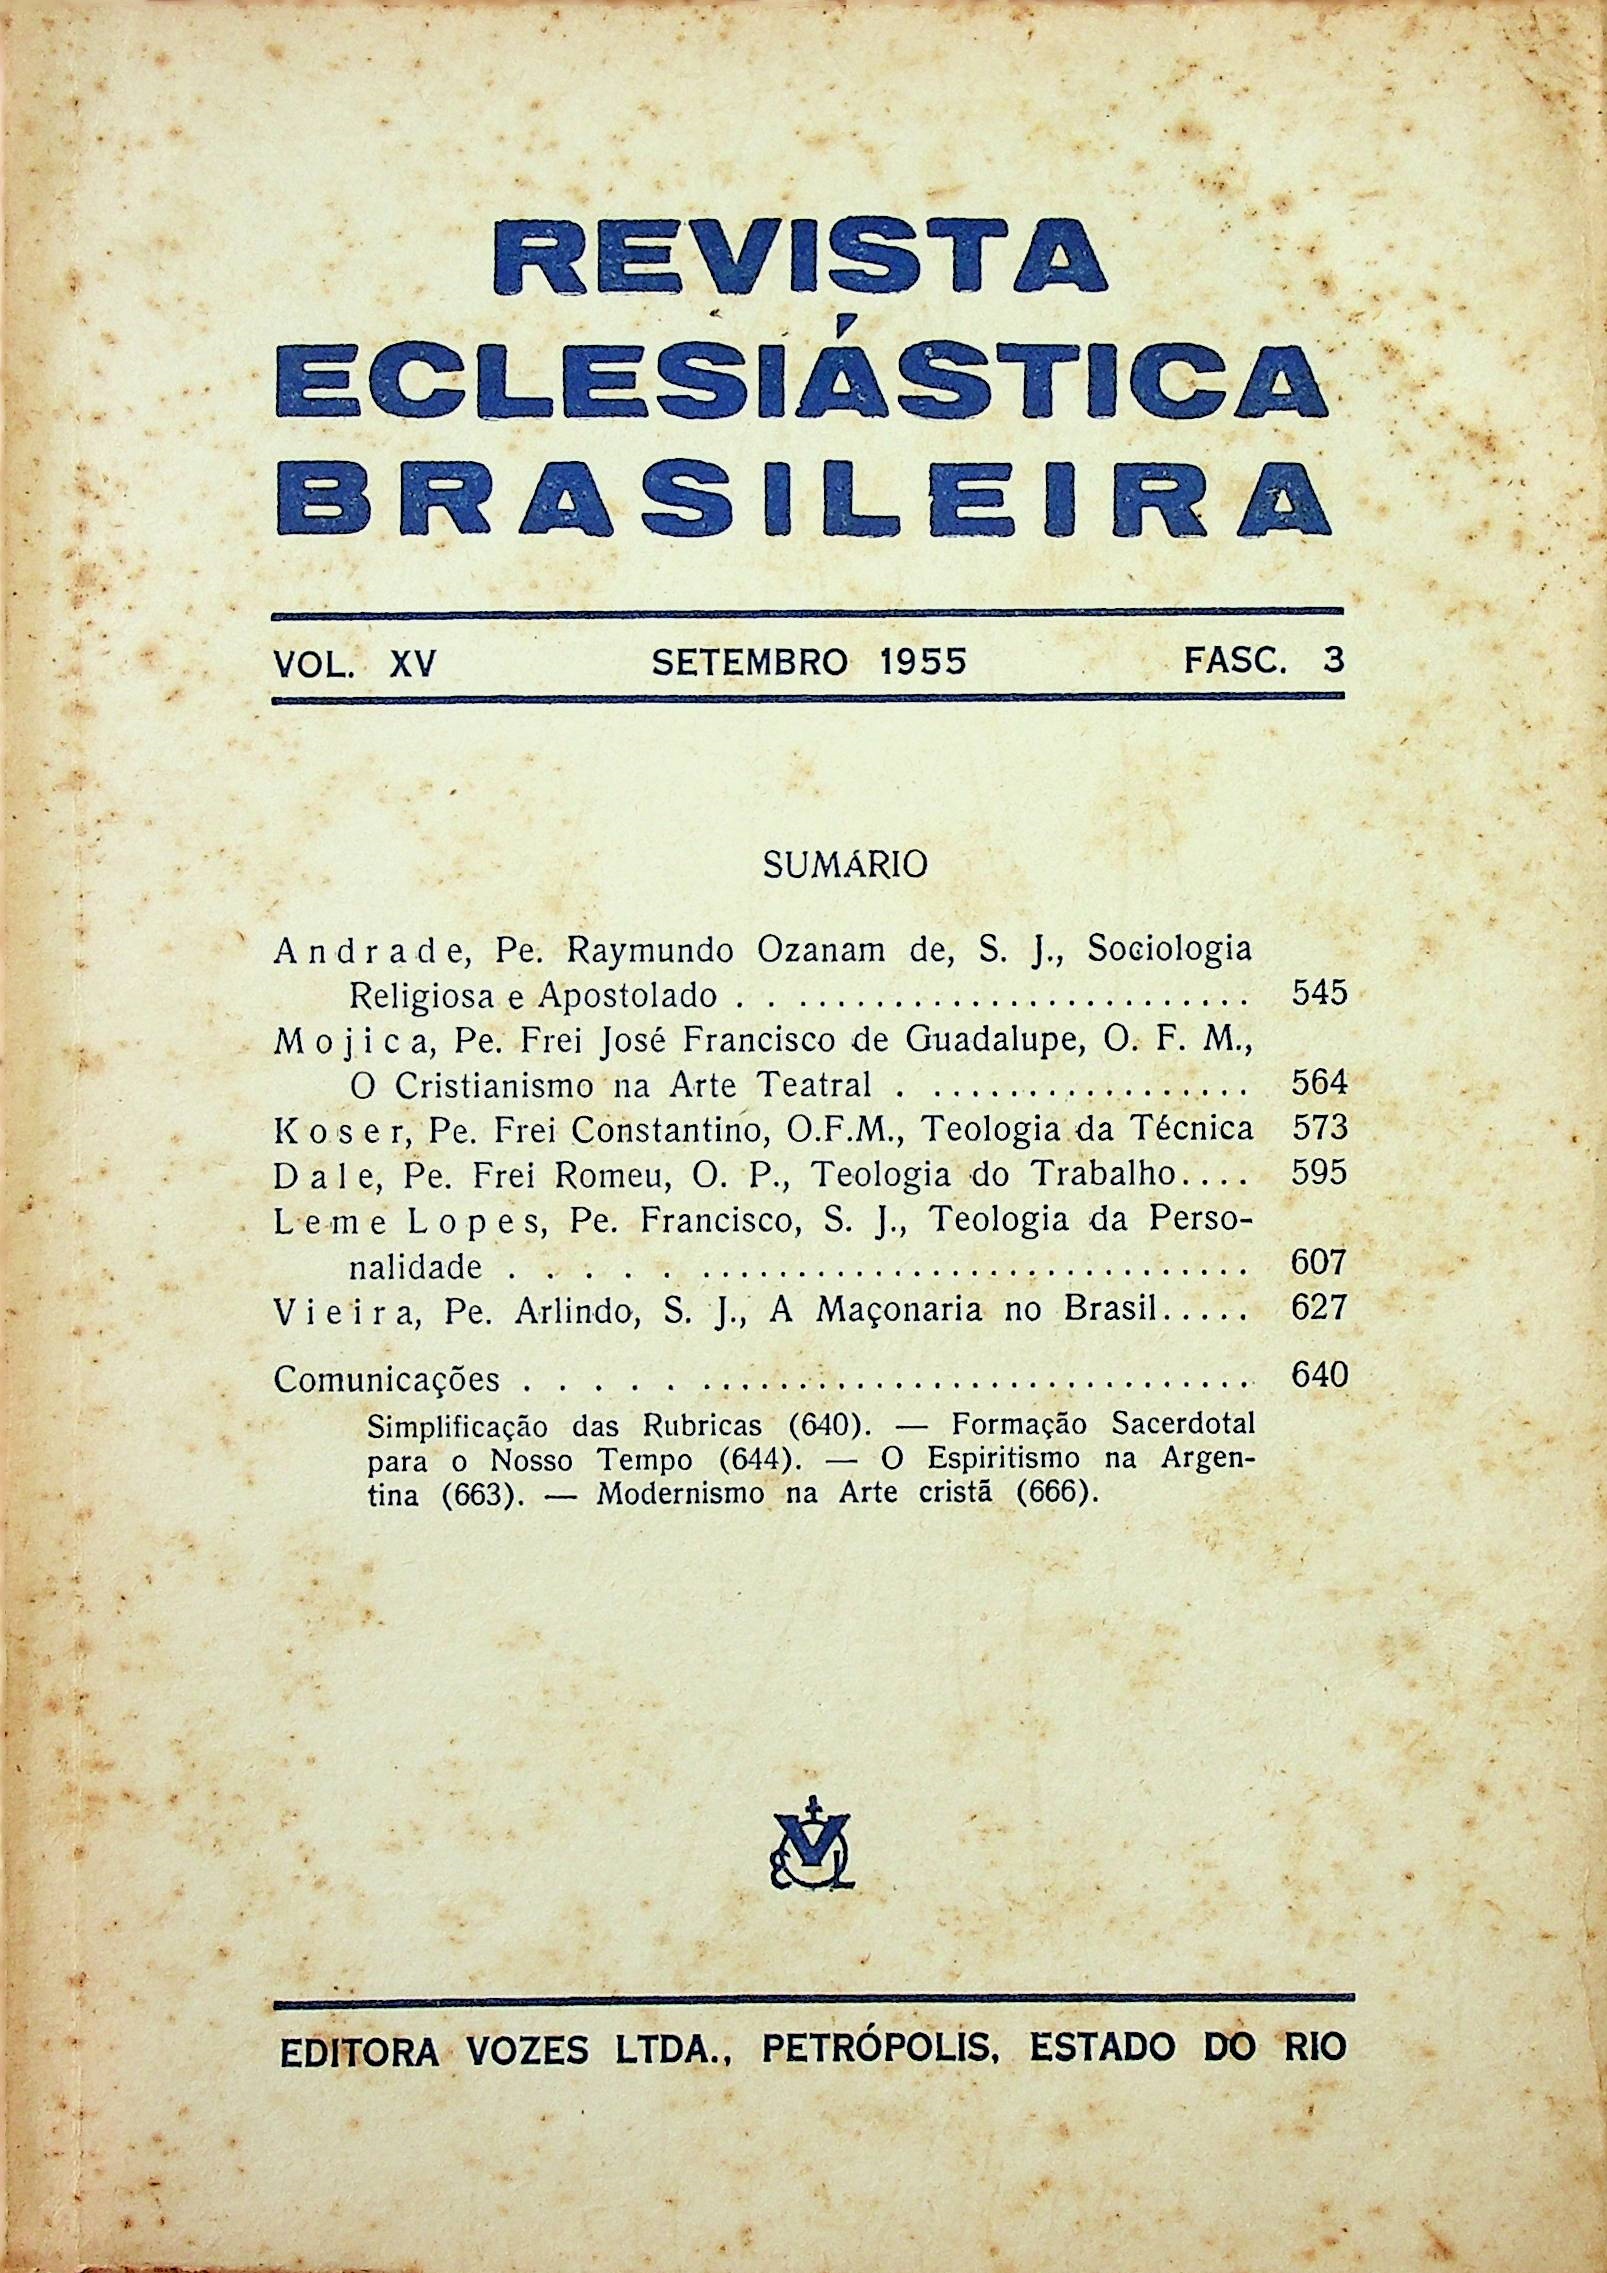 REVISTA
ECLESIÁSTICA
BRASILEIRA
VOL. XV SETEMBRO 1955 FASC. 3
SUMÁRIO
Andrade, Pe. Raymundo Ozanam de, S. J., Sociologia
Religiosa e Apostolado . . ........................ 545
Mojica, Pe. Frei José Francisco de Guadalupe, O. F. M.,
O Cristianismo na Arte Teatral . ................. 564
Koser, Pe. Frei Constantino, O.F.M., Teologia da Técnica 573
Dale, Pe. Frei Romeu, O. P., Teologia do Trabalho.... 595
Leme Lopes, Pe. Francisco, S. J., Teologia da Perso-
nalidade . . . . . ............................. 607
Vieira, Pe. Arlindo, S. J., A Maçonaria no Brasil..... 627
Comunicações . . . . . ............................. 640
Simplificação das Rubricas (640). — Formação Sacerdotal
para o Nosso Tempo (644). — O Espiritismo na Argen-
tina (663). — Modernismo na Arte cristã (666).
EVL
EDITORA VOZES LTDA., PETRÓPOLIS, ESTADO DO RIO